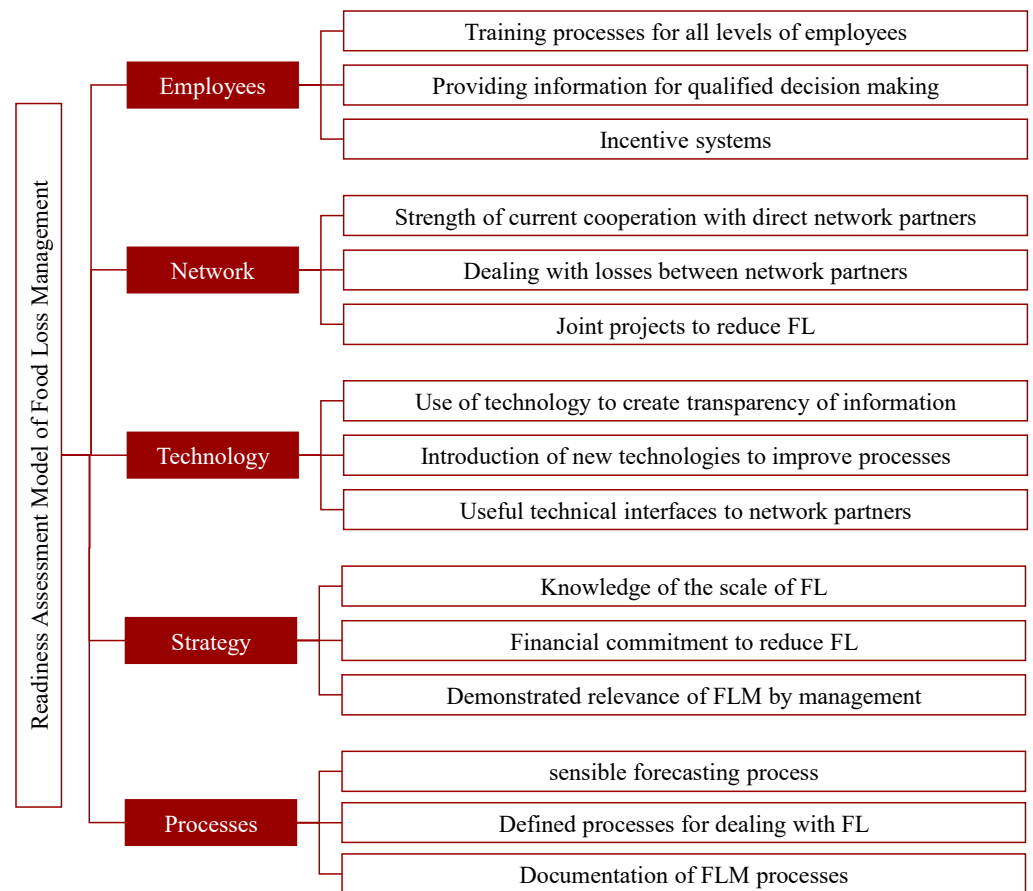 Readiness Assessment Model of Food Loss Management
Employees
Training processes for all levels of employees
Providing information for qualified decision making
Incentive systems
Network
Strength of current cooperation with direct network partners
Dealing with losses between network partners
Joint projects to reduce FL
Technology
Use of technology to create transparency of information
Introduction of new technologies to improve processes
Useful technical interfaces to network partners
Strategy
Knowledge of the scale of FL
Financial commitment to reduce FL
Demonstrated relevance of FLM by management
Processes
sensible forecasting process
Defined processes for dealing with FL
Documentation of FLM processes